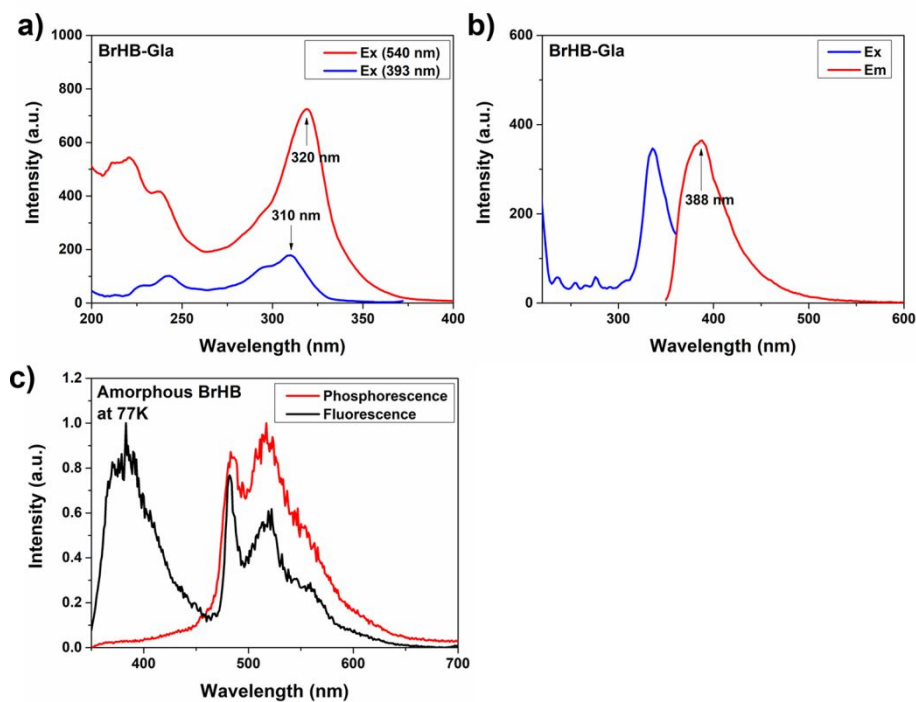 a)
BrHB-Gla
Ex (540 nm)
Ex (393 nm)
320 nm
310 nm
1000
800
600
400
200
0
200 250 300 350 400
Intensity (a.u.)
Wavelength (nm)
b)
BrHB-Gla
Ex
Em
388 nm
600
400
200
0
300 400 500 600
Intensity (a.u.)
Wavelength (nm)
c)
Amorphous BrHB
at 77K
Phosphorescence
Fluorescence
1.2
1.0
0.8
0.6
0.4
0.2
0.0
400 500 600 700
Intensity (a.u.)
Wavelength (nm)